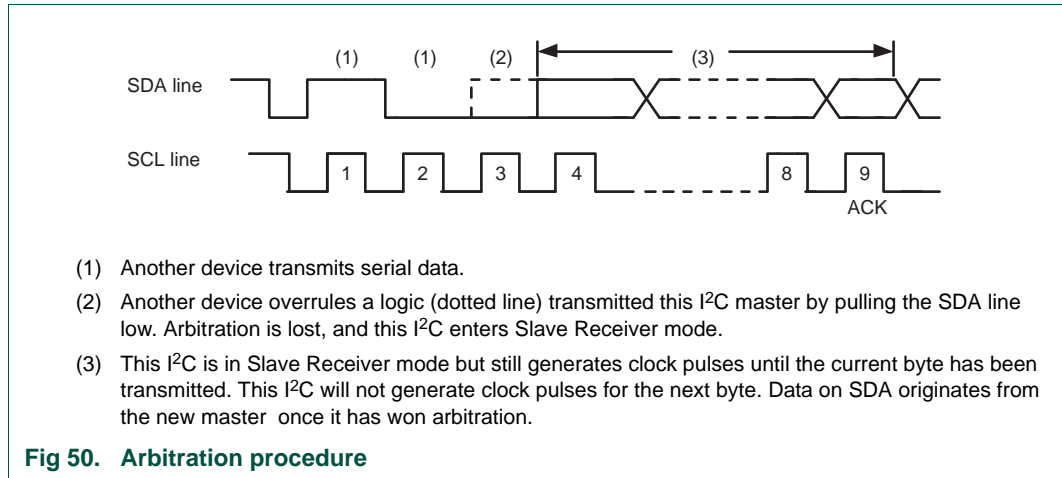 (1) (1) (2) (3)
SDA line
SCL line
1 2 3 4 8 9
ACK
(1) Another device transmits serial data.
(2) Another device overrules a logic (dotted line) transmitted this I2C master by pulling the SDA line
low. Arbitration is lost, and this I2C enters Slave Receiver mode.
(3) This I2C is in Slave Receiver mode but still generates clock pulses until the current byte has been
transmitted. This I2C will not generate clock pulses for the next byte. Data on SDA originates from
the new master once it has won arbitration.
Fig 50. Arbitration procedure